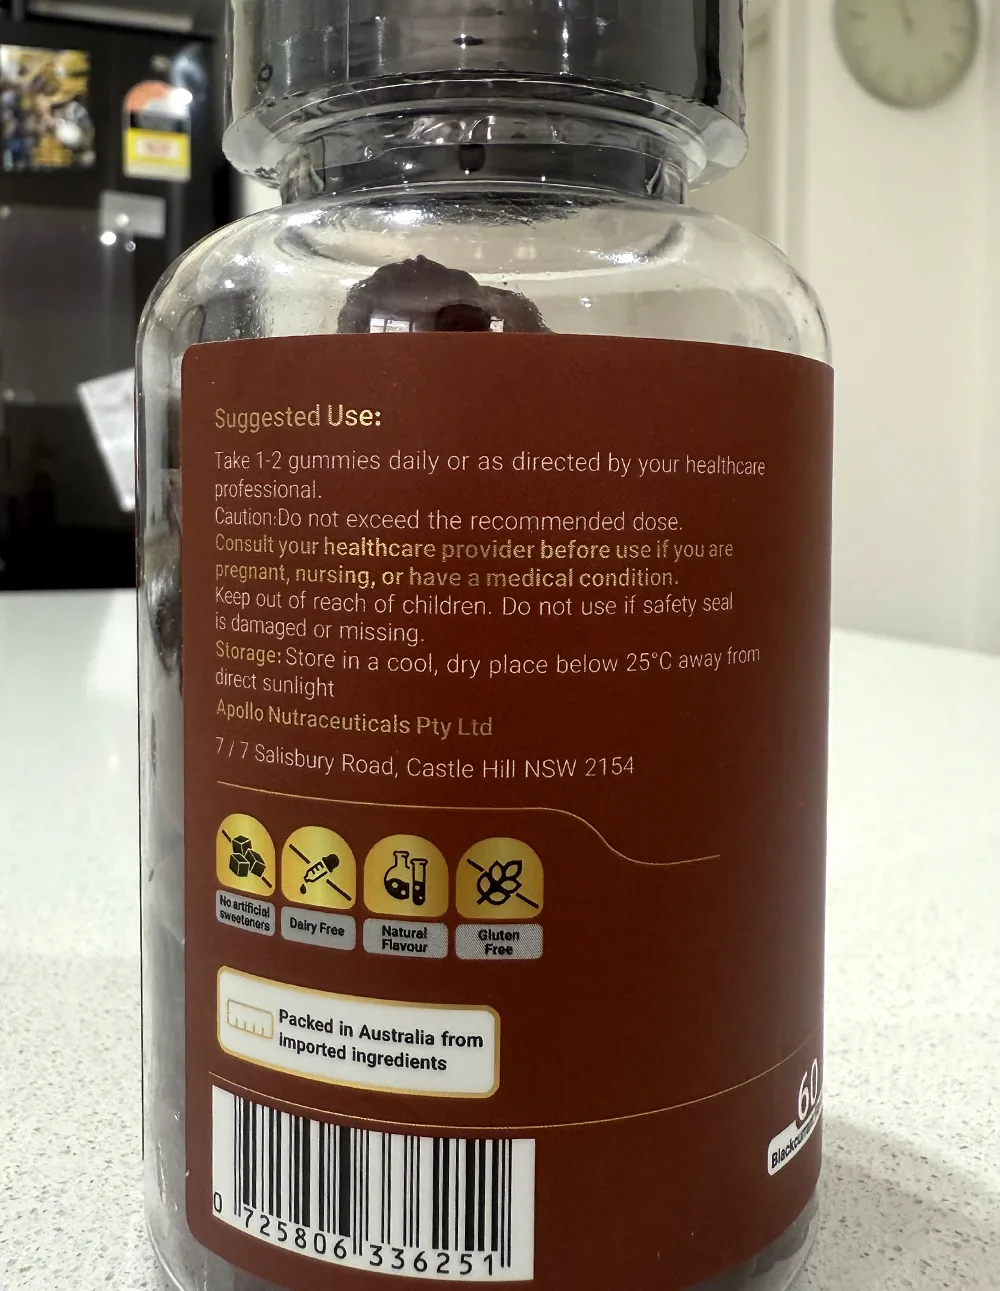 Suggested Use:
Take 1-2 gummies daily or as directed by your healthcare
professional.
Caution:Do not exceed the recommended dose.
Consult your healthcare provider before use if you are
pregnant, nursing, or have a medical condition.
Keep out of reach of children. Do not use if safety seal
is damaged or missing.
Storage: Store in a cool, dry place below 25°C away from
direct sunlight
Apollo Nutraceuticals Pty Ltd
7 / 7 Salisbury Road, Castle Hill NSW 2154
No artificial
sweeteners
Dairy Free
Natural
Flavour
Gluten
Free
Packed in Australia from
imported ingredients
60
0 725806 336251